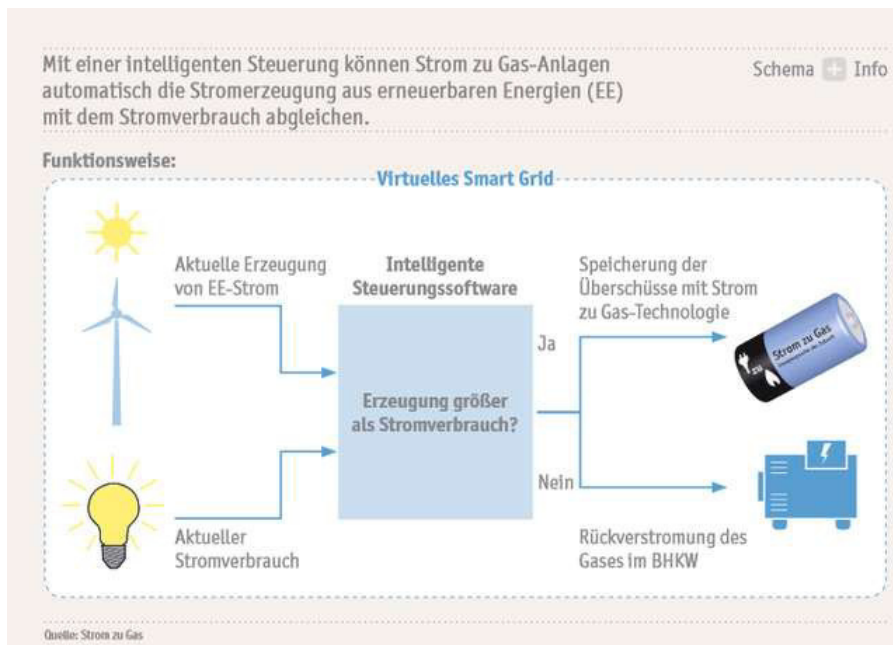 Mit einer intelligenten Steuerung können Strom zu Gas-Anlagen
automatisch die Stromerzeugung aus erneuerbaren Energien (EE)
mit dem Stromverbrauch abgleichen.
Schema + Info
Funktionsweise:
Virtuelles Smart Grid
Aktuelle Erzeugung
von EE-Strom
Intelligente
Steuerungssoftware
Speicherung der
Überschüsse mit Strom
zu Gas-Technologie
Ja
Strom zu Gas
Erzeugung größer
als Stromverbrauch?
Nein
Aktueller
Stromverbrauch
Rückverstromung des
Gases im BHKW
Quelle: Strom zu Gas